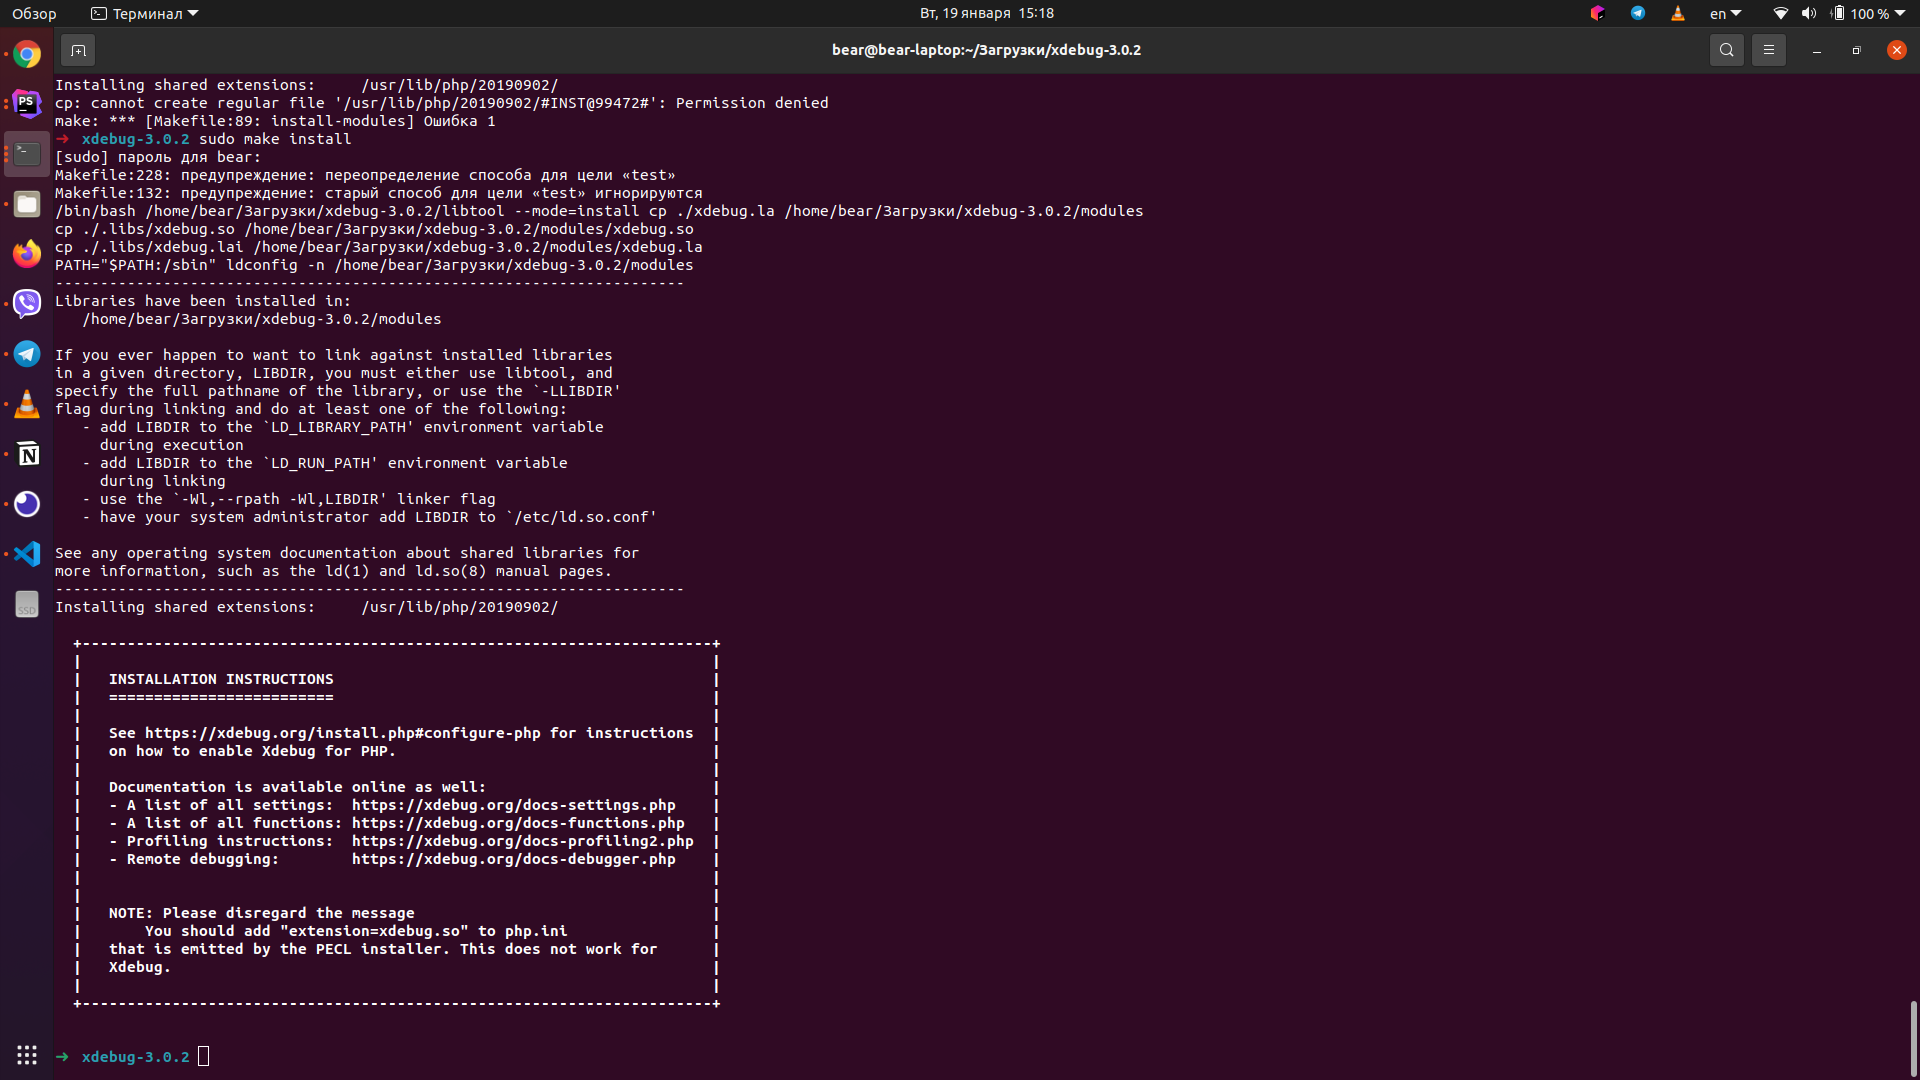 Обзор
Терминал
Вт, 19 января 15:18
en
100 %
bear@bear-laptop:~/Загрузки/xdebug-3.0.2
Installing shared extensions:     /usr/lib/php/20190902/
cp: cannot create regular file '/usr/lib/php/20190902/#INST@99472#': Permission denied
make: *** [Makefile:89: install-modules] Ошибка 1
➜  xdebug-3.0.2 sudo make install
[sudo] пароль для bear:
Makefile:228: предупреждение: переопределение способа для цели «test»
Makefile:132: предупреждение: старый способ для цели «test» игнорируются
/bin/bash /home/bear/Загрузки/xdebug-3.0.2/libtool --mode=install cp ./xdebug.la /home/bear/Загрузки/xdebug-3.0.2/modules
cp ./.libs/xdebug.so /home/bear/Загрузки/xdebug-3.0.2/modules/xdebug.so
cp ./.libs/xdebug.lai /home/bear/Загрузки/xdebug-3.0.2/modules/xdebug.la
PATH="$PATH:/sbin" ldconfig -n /home/bear/Загрузки/xdebug-3.0.2/modules
----------------------------------------------------------------------
Libraries have been installed in:
   /home/bear/Загрузки/xdebug-3.0.2/modules

If you ever happen to want to link against installed libraries
in a given directory, LIBDIR, you must either use libtool, and
specify the full pathname of the library, or use the `-LLIBDIR'
flag during linking and do at least one of the following:
   - add LIBDIR to the `LD_LIBRARY_PATH' environment variable
     during execution
   - add LIBDIR to the `LD_RUN_PATH' environment variable
     during linking
   - use the `-Wl,--rpath -Wl,LIBDIR' linker flag
   - have your system administrator add LIBDIR to `/etc/ld.so.conf'

See any operating system documentation about shared libraries for
more information, such as the ld(1) and ld.so(8) manual pages.
----------------------------------------------------------------------
Installing shared extensions:     /usr/lib/php/20190902/

  +----------------------------------------------------------------------+
  |                                                                      |
  |   INSTALLATION INSTRUCTIONS                                          |
  |   =========================                                          |
  |                                                                      |
  |   See https://xdebug.org/install.php#configure-php for instructions  |
  |   on how to enable Xdebug for PHP.                                   |
  |                                                                      |
  |   Documentation is available online as well:                         |
  |   - A list of all settings:  https://xdebug.org/docs-settings.php    |
  |   - A list of all functions: https://xdebug.org/docs-functions.php   |
  |   - Profiling instructions:  https://xdebug.org/docs-profiling2.php  |
  |   - Remote debugging:        https://xdebug.org/docs-debugger.php    |
  |                                                                      |
  |                                                                      |
  |   NOTE: Please disregard the message                                 |
  |       You should add "extension=xdebug.so" to php.ini                |
  |   that is emitted by the PECL installer. This does not work for      |
  |   Xdebug.                                                            |
  |                                                                      |
  +----------------------------------------------------------------------+

➜  xdebug-3.0.2
PS
SSD